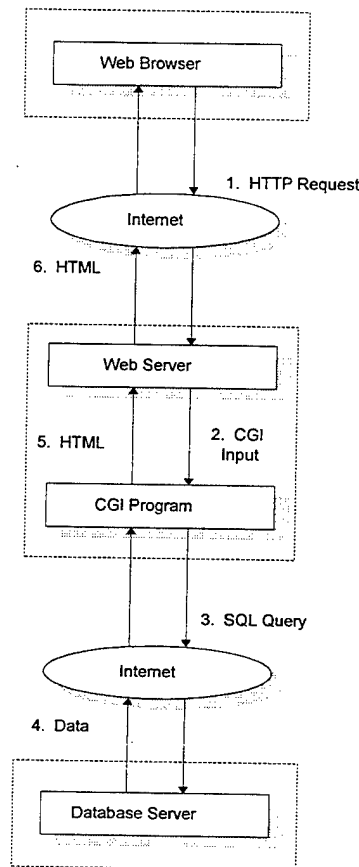 Web Browser
1. HTTP Request
Internet
6. HTML
Web Server
5. HTML
2. CGI
Input
CGI Program
3. SQL Query
Internet
4. Data
Database Server